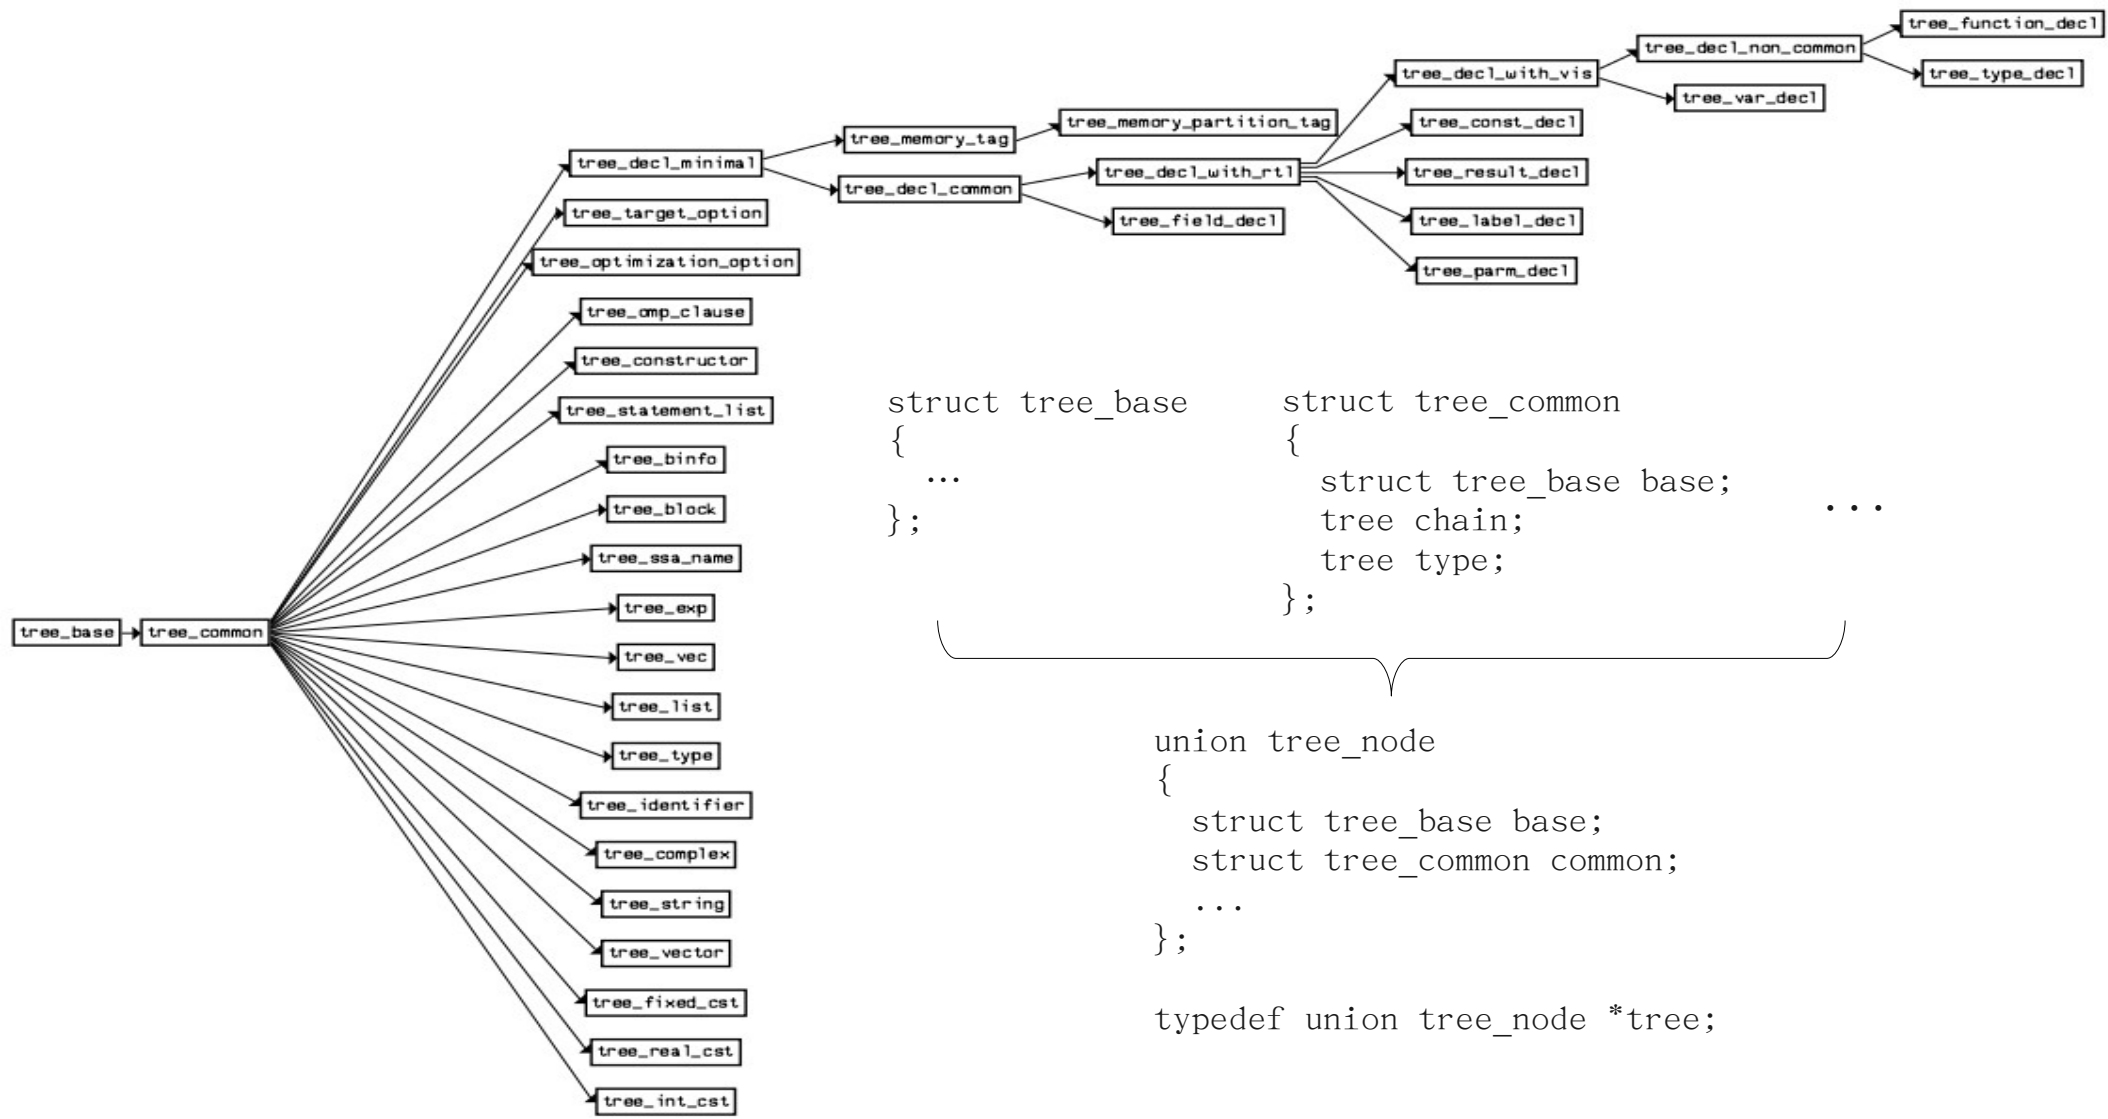 tree_function_decl
tree_decl_non_common
tree_decl_with_vis
tree_type_decl
tree_var_decl
tree_memory_partition_tag
tree_const_decl
tree_memory_tag
tree_decl_minimal
tree_decl_with_rtl
tree_result_decl
tree_decl_common
tree_target_option
tree_field_decl
tree_label_decl
tree_optimization_option
tree_parm_decl
tree_omp_clause
tree_constructor
tree_statement_list
tree_binfo
tree_block
tree_ssa_name
tree_exp
tree_base
tree_common
tree_vec
tree_list
tree_type
tree_identifier
tree_complex
tree_string
tree_vector
tree_fixed_cst
tree_real_cst
tree_int_cst
struct tree_base
{
...
};
struct tree_common
{
struct tree_base base;
tree chain;
tree type;
};
...
union tree_node
{
struct tree_base base;
struct tree_common common;
...
};
typedef union tree_node *tree;